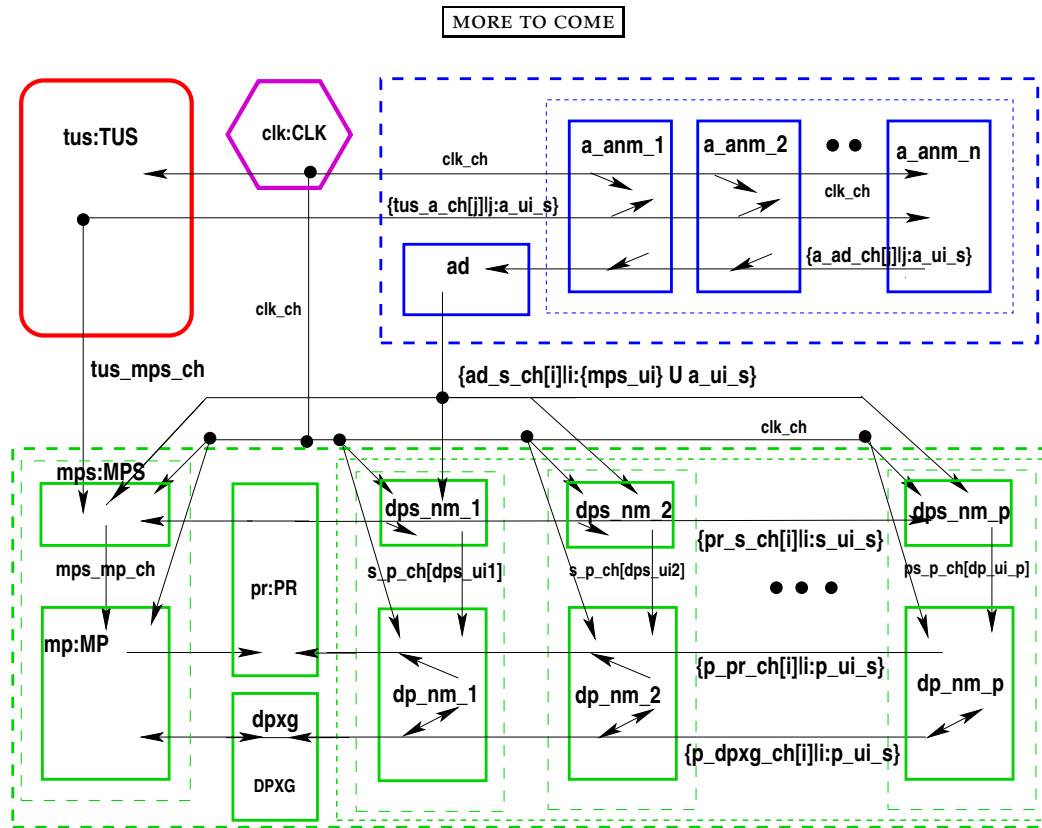 MORE TO COME
tus:TUS
clk:CLK
a_anm_1
a_anm_2
a_anm_n
clk_ch
clk_ch
{tus_a_ch[j]|j:a_ui_s}
{a_ad_ch[j]|j:a_ui_s}
ad
clk_ch
tus_mps_ch
{ad_s_ch[i]|i:{mps_ui} U a_ui_s}
clk_ch
mps:MPS
dps_nm_1
dps_nm_2
dps_nm_p
{pr_s_ch[i]|i:s_ui_s}
mps_mp_ch
pr:PR
s_p_ch[dps_ui1]
s_p_ch[dps_ui2]
ps_p_ch[dp_ui_p]
mp:MP
{p_pr_ch[i]|i:p_ui_s}
dp_nm_1
dp_nm_2
dp_nm_p
dpxg
{p_dpxg_ch[i]|i:p_ui_s}
DPXG